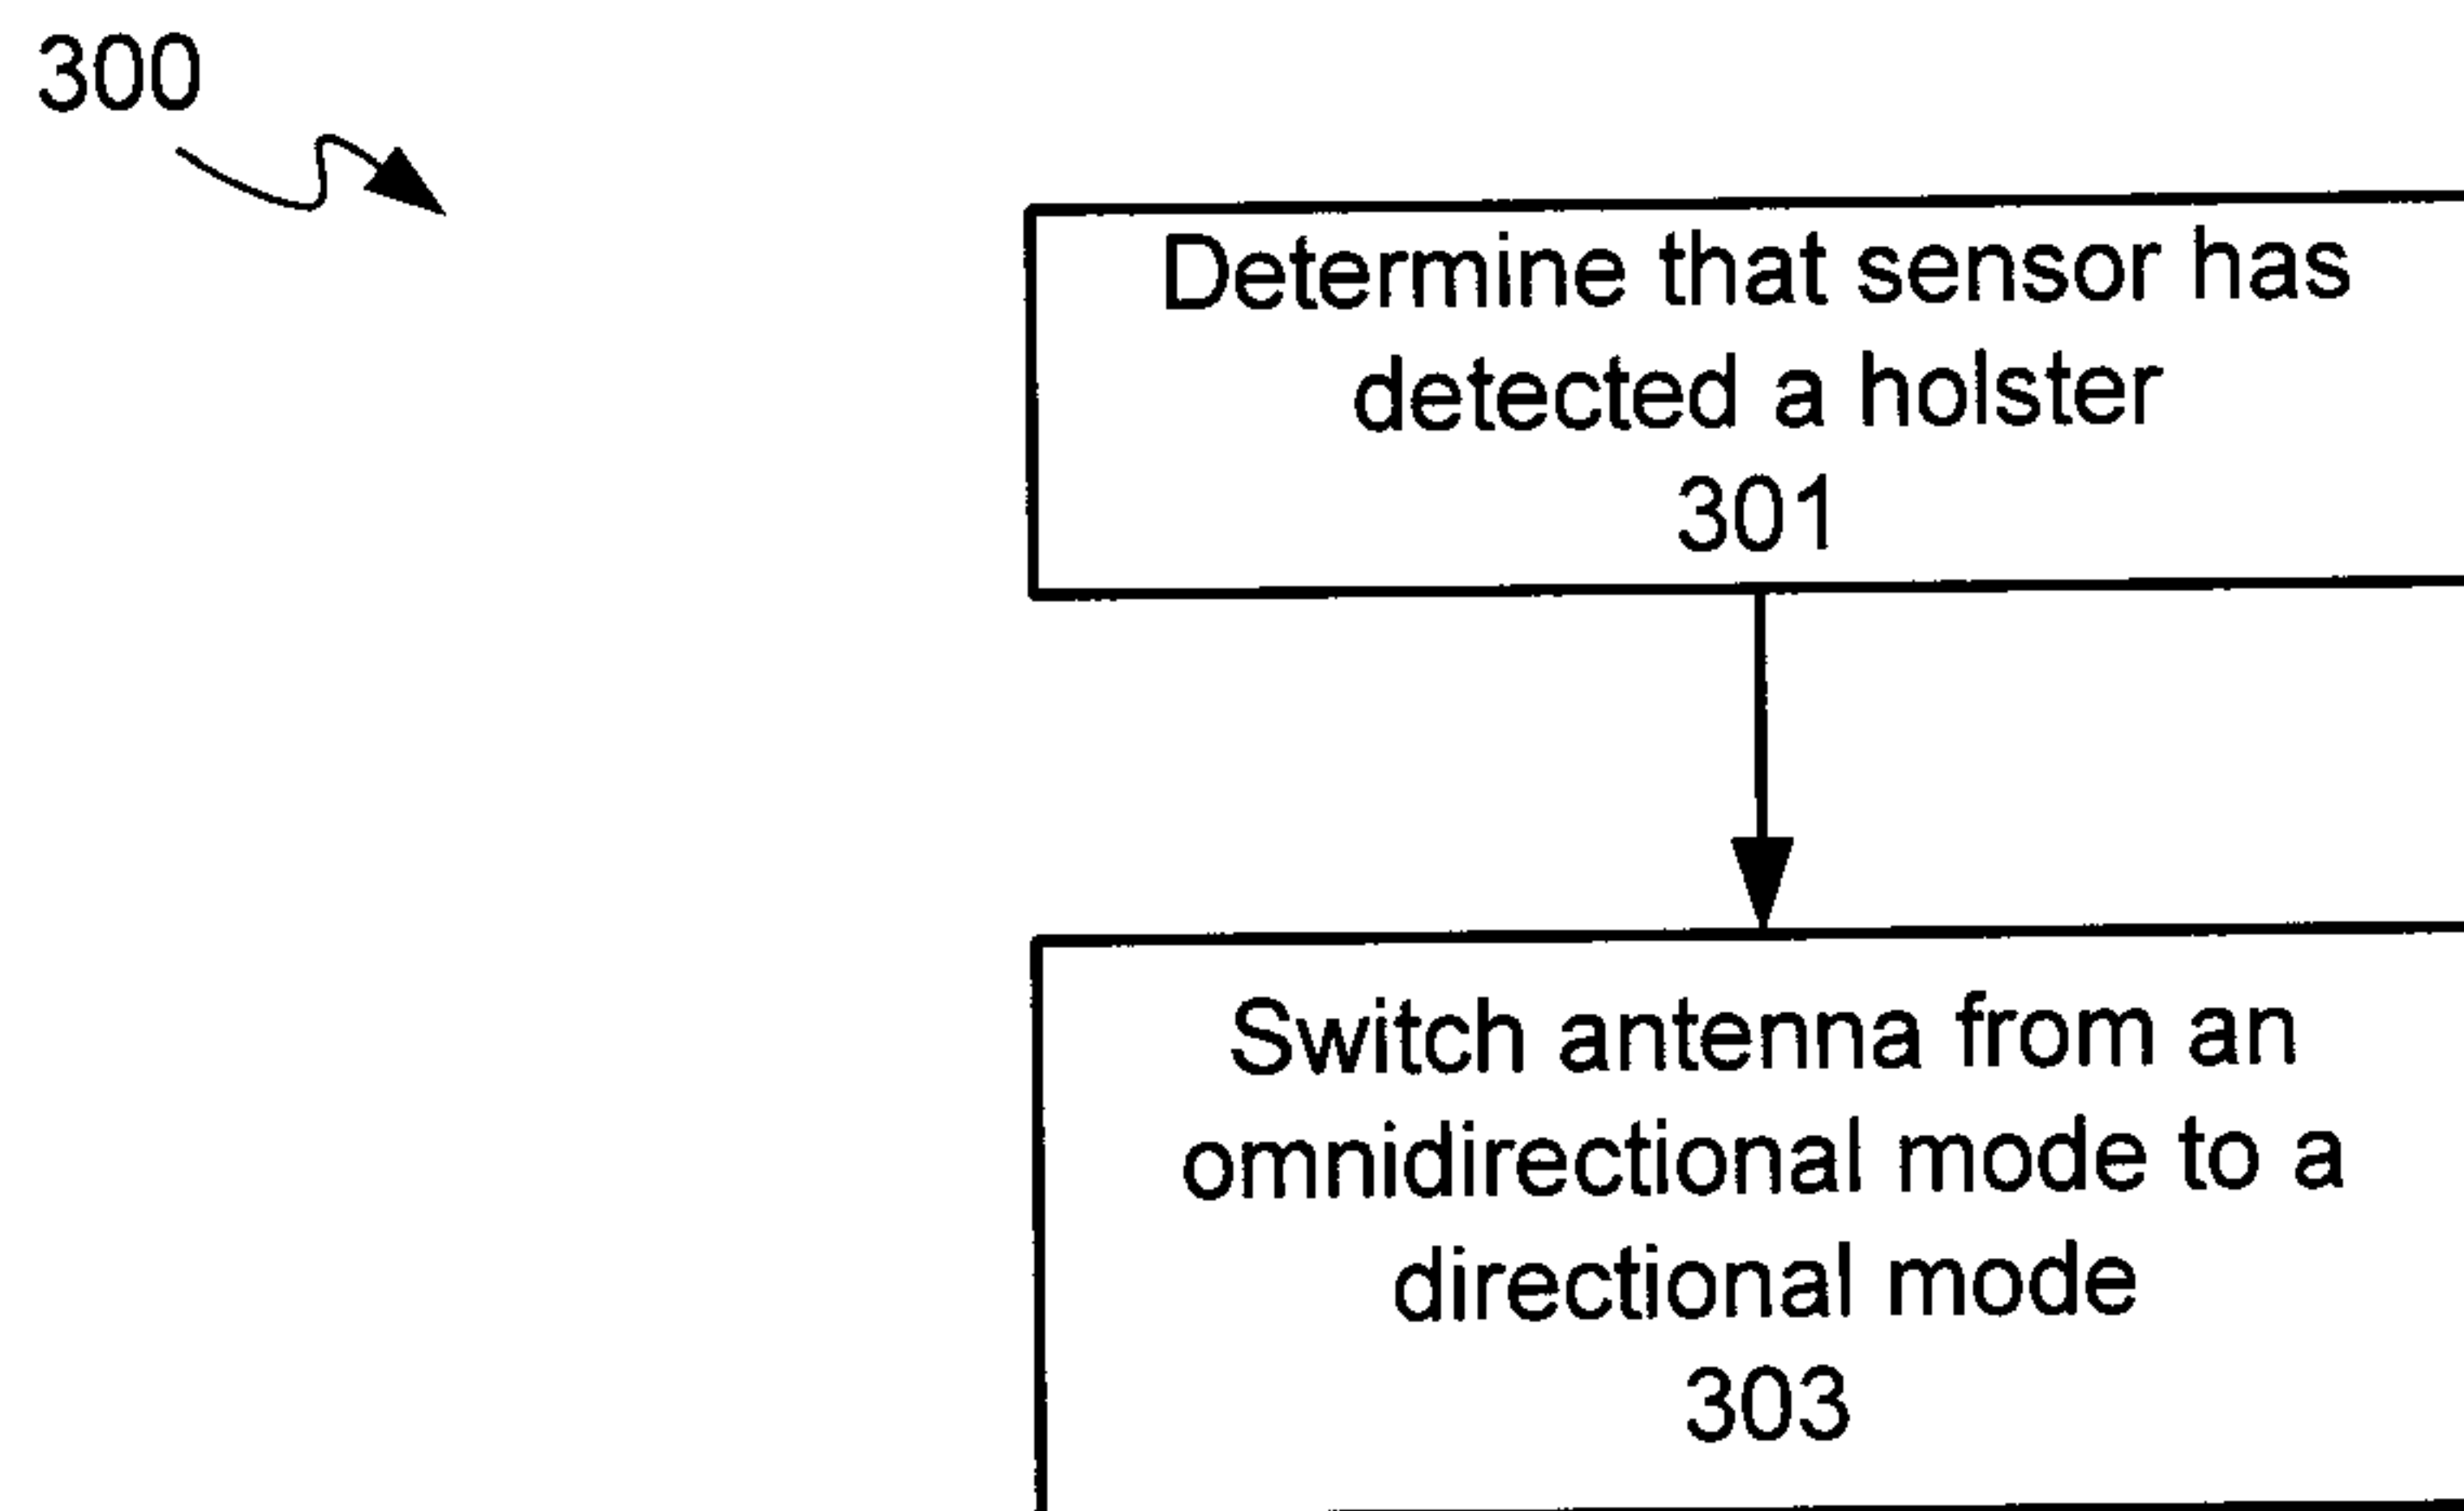 300
Determine that sensor has
detected a holster
301
Switch antenna from an
omnidirectional mode to a
directional mode
303